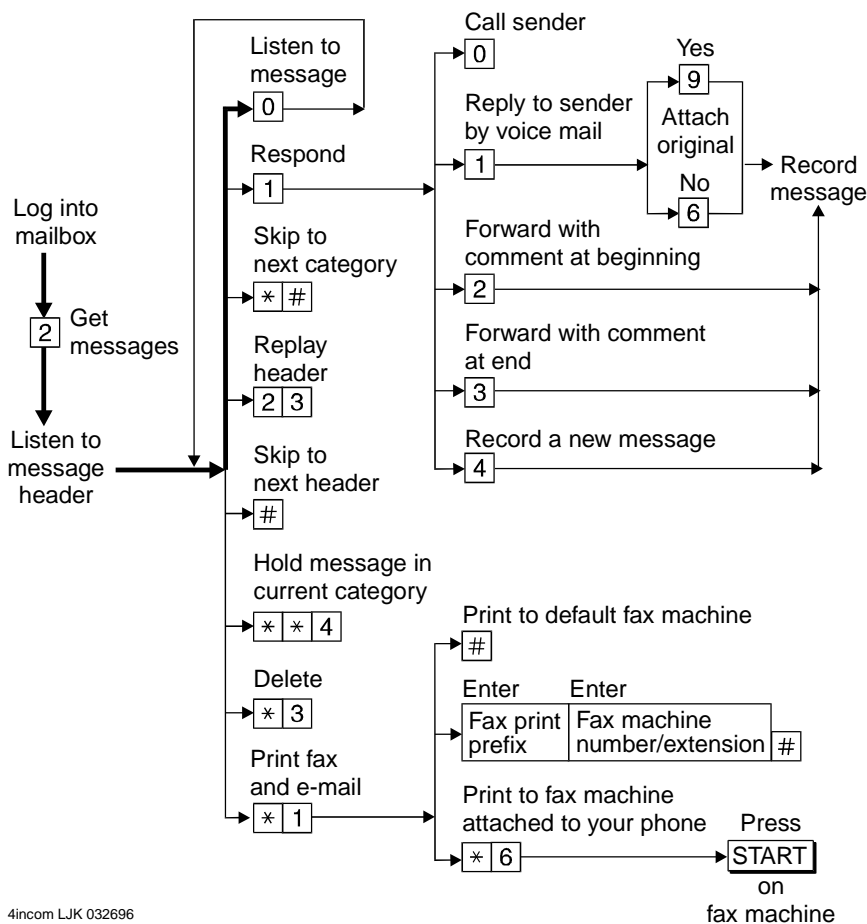 Log into
mailbox
2
Get
messages
Listen to
message
header
Listen to
message
0
Respond
1
Skip to
next category
* #
Replay
header
2 3
Skip to
next header
#
Hold message in
current category
* * 4
Delete
* 3
Print fax
and e-mail
* 1
Call sender
0
Reply to sender
by voice mail
1
Yes
9
Attach
original
No
6
Record
message
Forward with
comment at beginning
2
Forward with comment
at end
3
Record a new message
4
Print to default fax machine
#
Enter
Fax print
prefix
Enter
Fax machine
number/extension #
Print to fax machine
attached to your phone
* 6
Press
START
on
fax machine
4incom LJK 032696